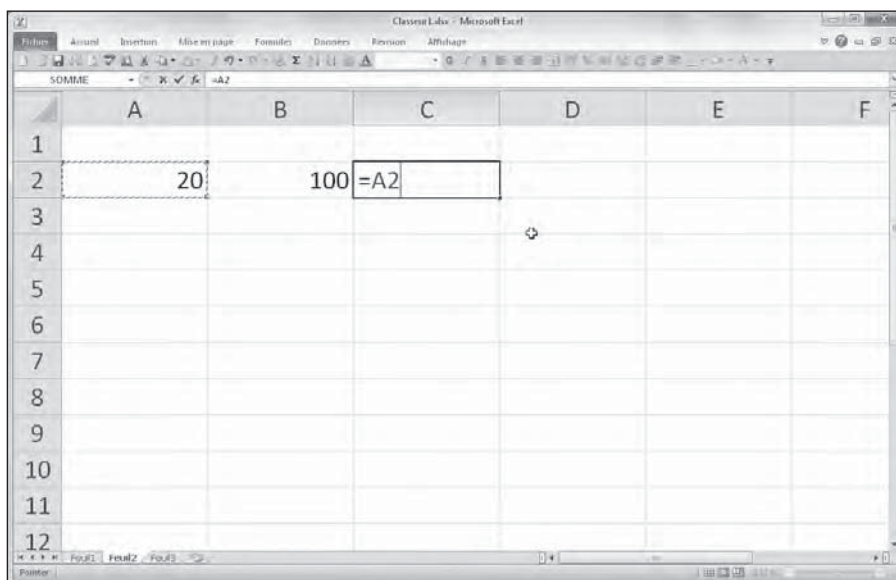 Classeur1.xlsx - Microsoft Excel
Fichier Accueil Insertion Mise en page Formules Données Révision Affichage
SOMME =A2
A B C D E F
1
2 20 100 =A2
3
4
5
6
7
8
9
10
11
12
Feuil1 Feuil2 Feuil3
Pointer